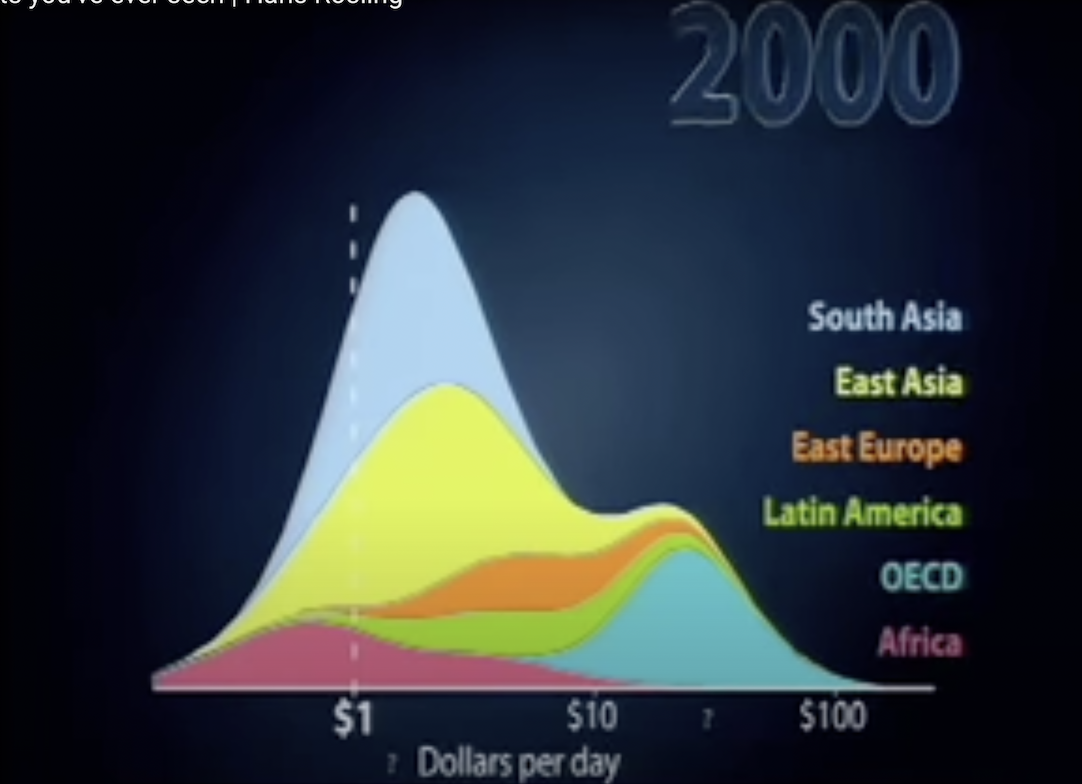 you've ever seen | Hans Rosling
2000
South Asia
East Asia
East Europe
Latin America
OECD
Africa
$1
$10
?
$100
? Dollars per day